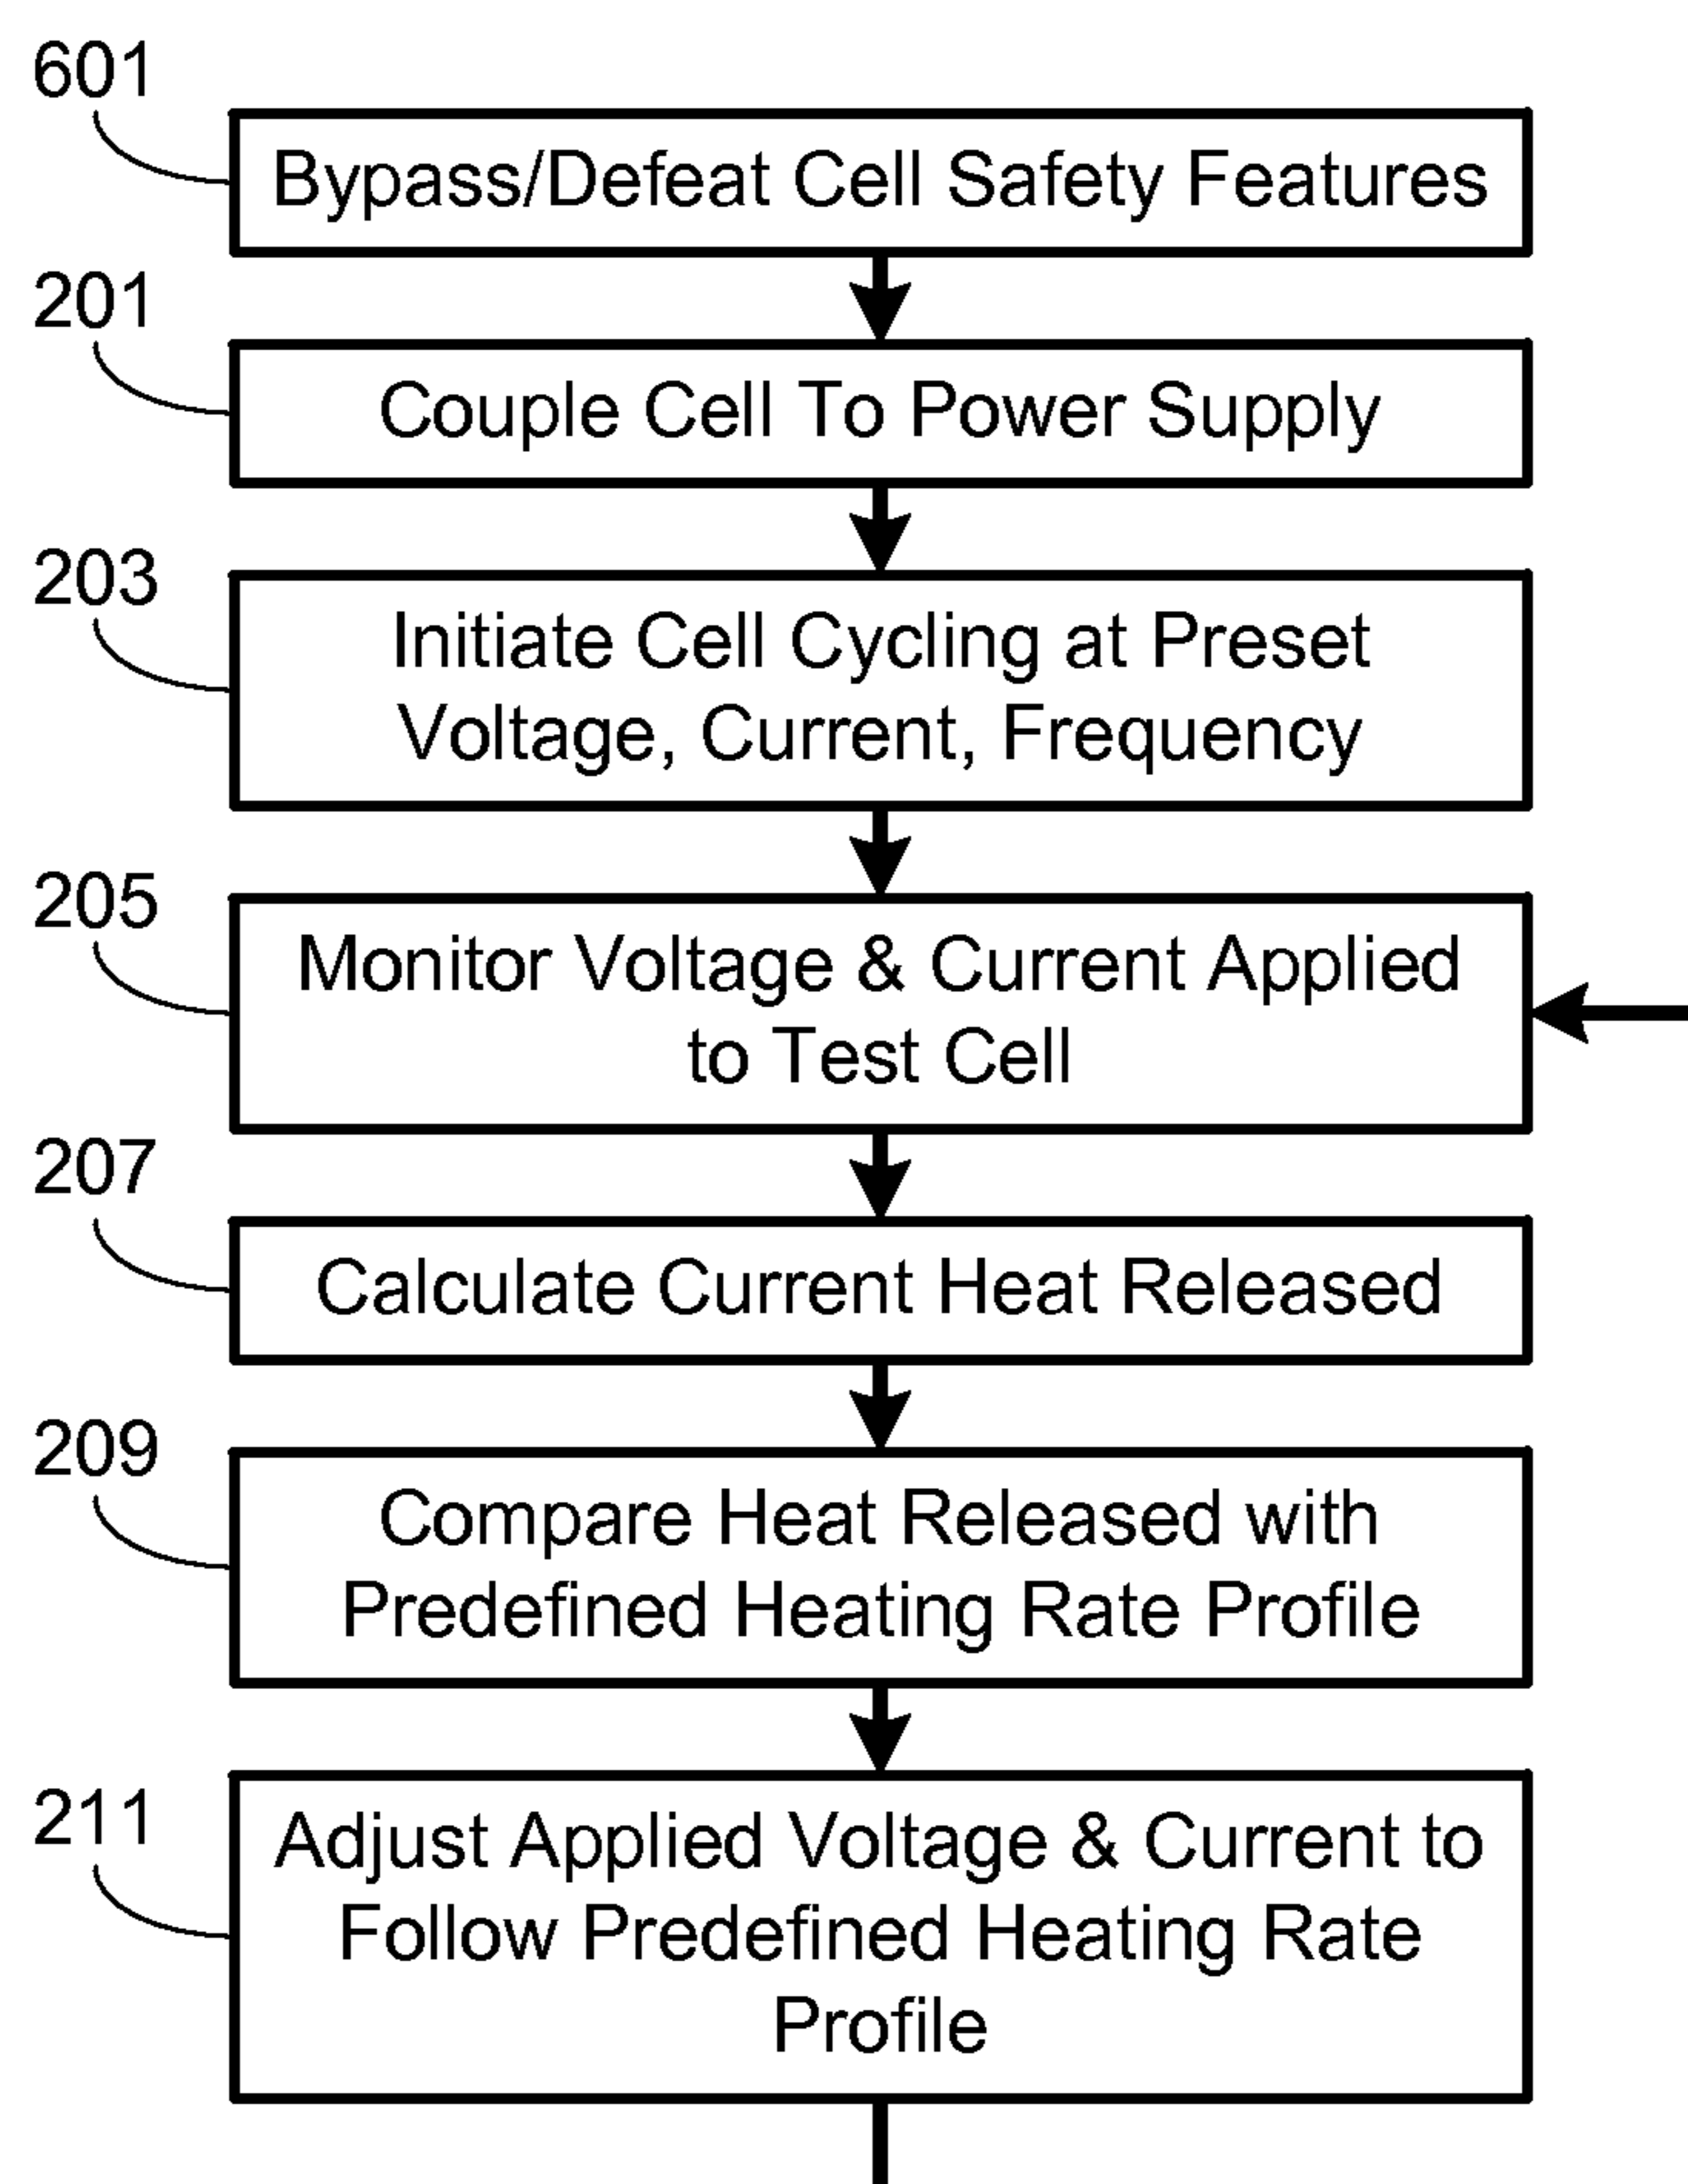 601
Bypass/Defeat Cell Safety Features
201
Couple Cell To Power Supply
203
Initiate Cell Cycling at Preset
Voltage, Current, Frequency
205
Monitor Voltage & Current Applied
to Test Cell
207
Calculate Current Heat Released
209
Compare Heat Released with
Predefined Heating Rate Profile
211
Adjust Applied Voltage & Current to
Follow Predefined Heating Rate
Profile